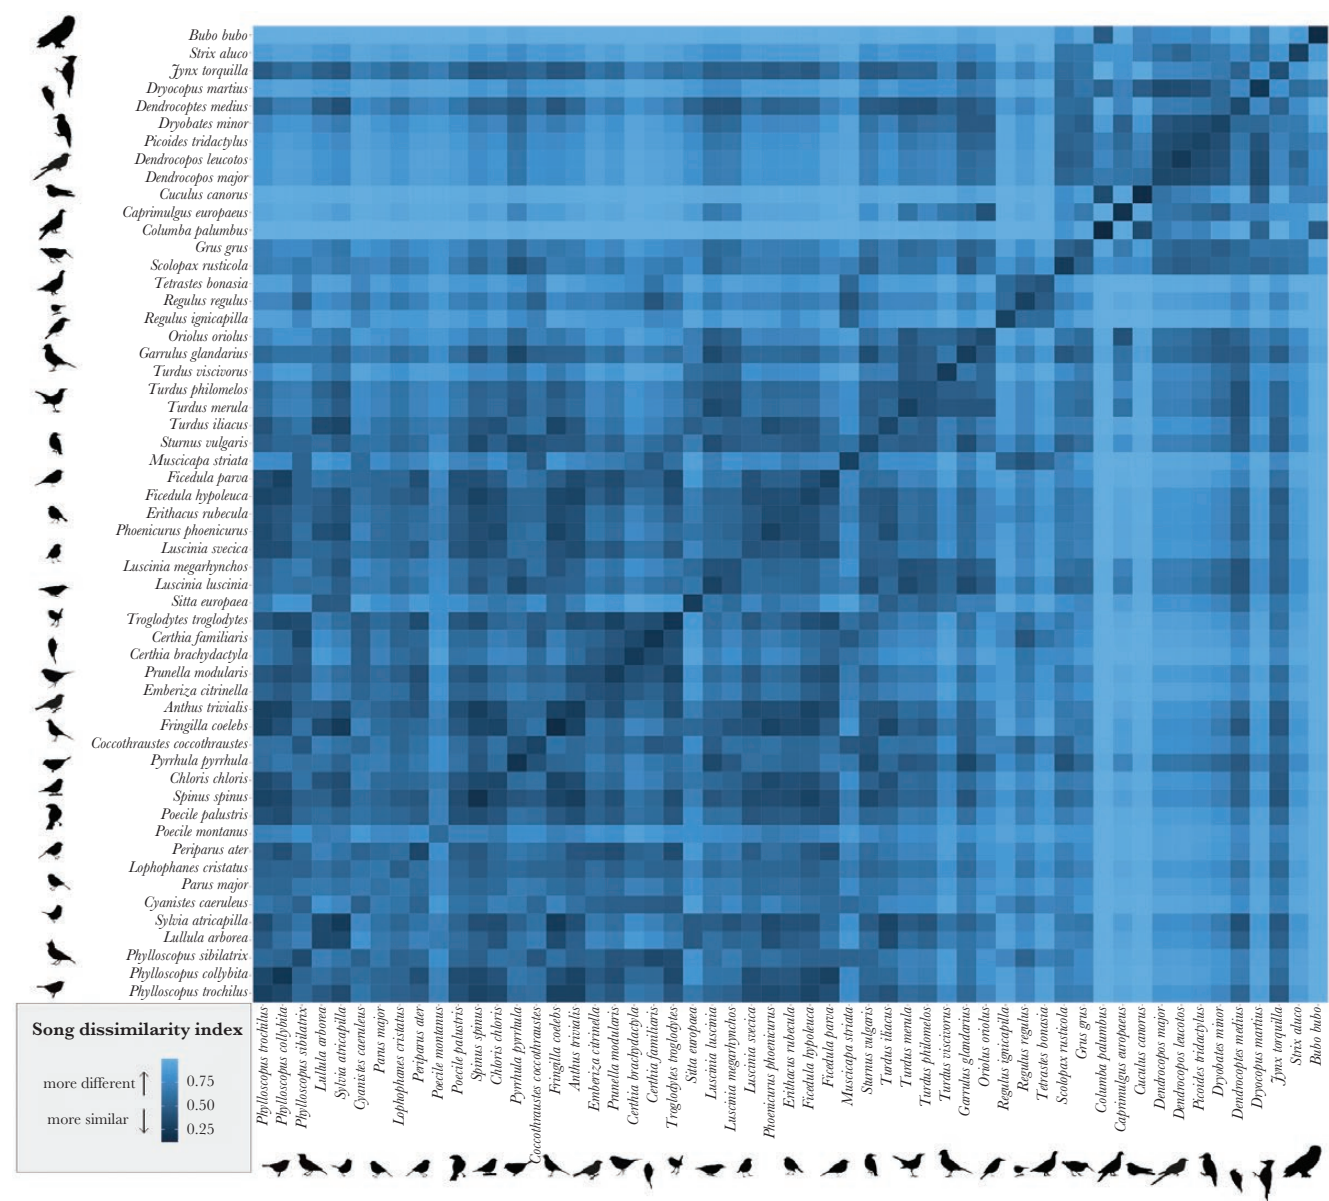 Bubo bubo
Strix aluco
Jynx torquilla
Dryocopus martius
Dendrocoptes medius
Dryobates minor
Picoides tridactylus
Dendrocopos leucotos
Dendrocopos major
Cuculus canorus
Caprimulgus europaeus
Columba palumbus
Grus grus
Scolopax rusticola
Tetrastes bonasia
Regulus regulus
Regulus ignicapilla
Oriolus oriolus
Garrulus glandarius
Turdus viscivorus
Turdus philomelos
Turdus merula
Turdus iliacus
Sturnus vulgaris
Muscicapa striata
Ficedula parva
Ficedula hypoleuca
Erithacus rubecula
Phoenicurus phoenicurus
Luscinia svecica
Luscinia megarhynchos
Luscinia luscinia
Sitta europaea
Troglodytes troglodytes
Certhia familiaris
Certhia brachydactyla
Prunella modularis
Emberiza citrinella
Anthus trivialis
Fringilla coelebs
Coccothraustes coccothraustes
Pyrrhula pyrrhula
Chloris chloris
Spinus spinus
Poecile palustris
Poecile montanus
Periparus ater
Lophophanes cristatus
Parus major
Cyanistes caeruleus
Sylvia atricapilla
Lullula arborea
Phylloscopus sibilatrix
Phylloscopus collybita
Phylloscopus trochilus
Phylloscopus trochilus
Phylloscopus collybita
Phylloscopus sibilatrix
Lullula arborea
Sylvia atricapilla
Cyanistes caeruleus
Parus major
Lophophanes cristatus
Periparus ater
Poecile montanus
Poecile palustris
Spinus spinus
Chloris chloris
Pyrrhula pyrrhula
Coccothraustes coccothraustes
Fringilla coelebs
Anthus trivialis
Emberiza citrinella
Prunella modularis
Certhia brachydactyla
Certhia familiaris
Troglodytes troglodytes
Sitta europaea
Luscinia luscinia
Luscinia megarhynchos
Luscinia svecica
Phoenicurus phoenicurus
Erithacus rubecula
Ficedula hypoleuca
Ficedula parva
Muscicapa striata
Sturnus vulgaris
Turdus iliacus
Turdus merula
Turdus philomelos
Turdus viscivorus
Garrulus glandarius
Oriolus oriolus
Regulus ignicapilla
Regulus regulus
Tetrastes bonasia
Scolopax rusticola
Grus grus
Columba palumbus
Caprimulgus europaeus
Cuculus canorus
Dendrocopos major
Dendrocopos leucotos
Picoides tridactylus
Dryobates minor
Dendrocoptes medius
Dryocopus martius
Jynx torquilla
Strix aluco
Bubo bubo
Song dissimilarity index
more different
0.75
0.50
more similar
0.25